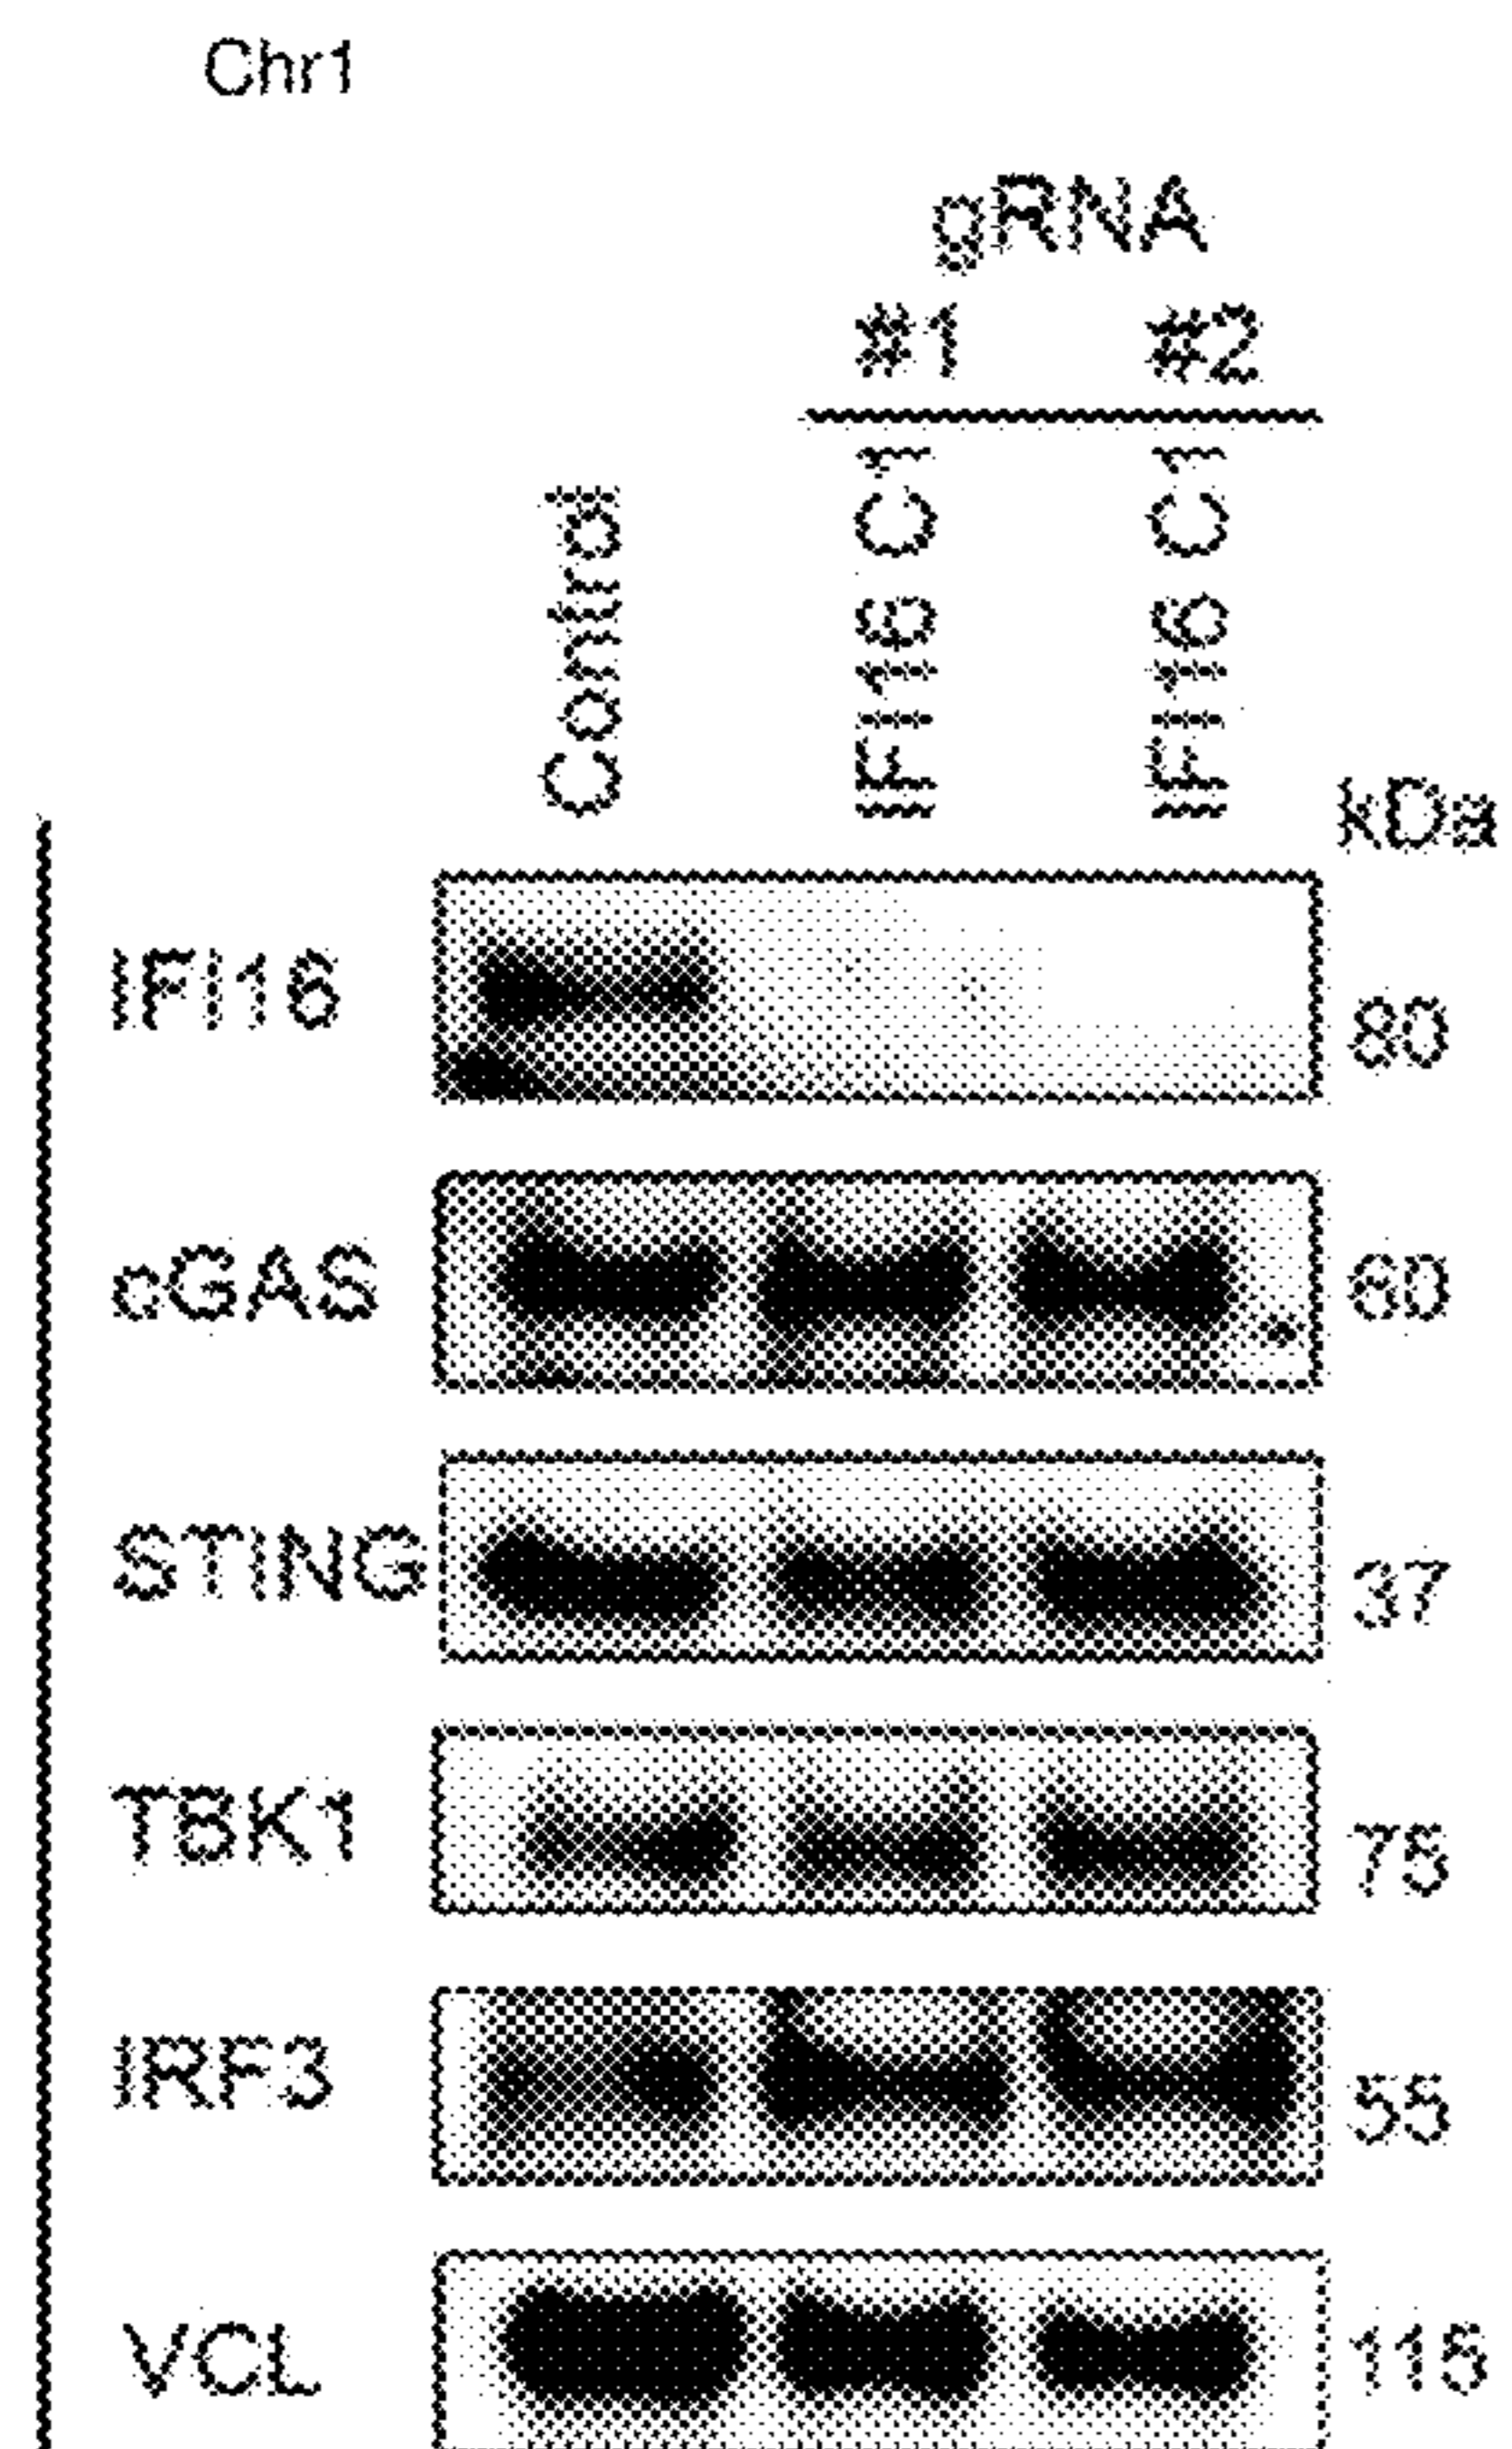 Chr1
gRNA
#1 #2
Control
IFI16 C1
IFI16 C1
kDa
IFI16 80
cGAS 60
STING 37
TBK1 75
IRF3 55
VCL 115